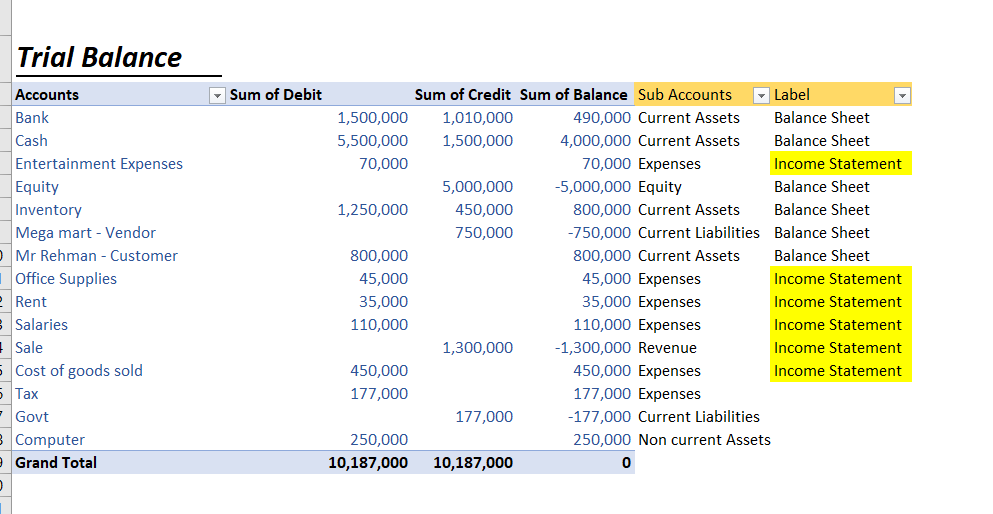 Trial Balance
Accounts Sum of Debit Sum of Credit Sum of Balance Sub Accounts Label
Bank 1,500,000 1,010,000 490,000 Current Assets Balance Sheet
Cash 5,500,000 1,500,000 4,000,000 Current Assets Balance Sheet
Entertainment Expenses 70,000 70,000 Expenses Income Statement
Equity 5,000,000 -5,000,000 Equity Balance Sheet
Inventory 1,250,000 450,000 800,000 Current Assets Balance Sheet
Mega mart - Vendor 750,000 -750,000 Current Liabilities Balance Sheet
Mr Rehman - Customer 800,000 800,000 Current Assets Balance Sheet
Office Supplies 45,000 45,000 Expenses Income Statement
Rent 35,000 35,000 Expenses Income Statement
Salaries 110,000 110,000 Expenses Income Statement
Sale 1,300,000 -1,300,000 Revenue Income Statement
Cost of goods sold 450,000 450,000 Expenses Income Statement
Tax 177,000 177,000 Expenses
Govt 177,000 -177,000 Current Liabilities
Computer 250,000 250,000 Non current Assets
Grand Total 10,187,000 10,187,000 0